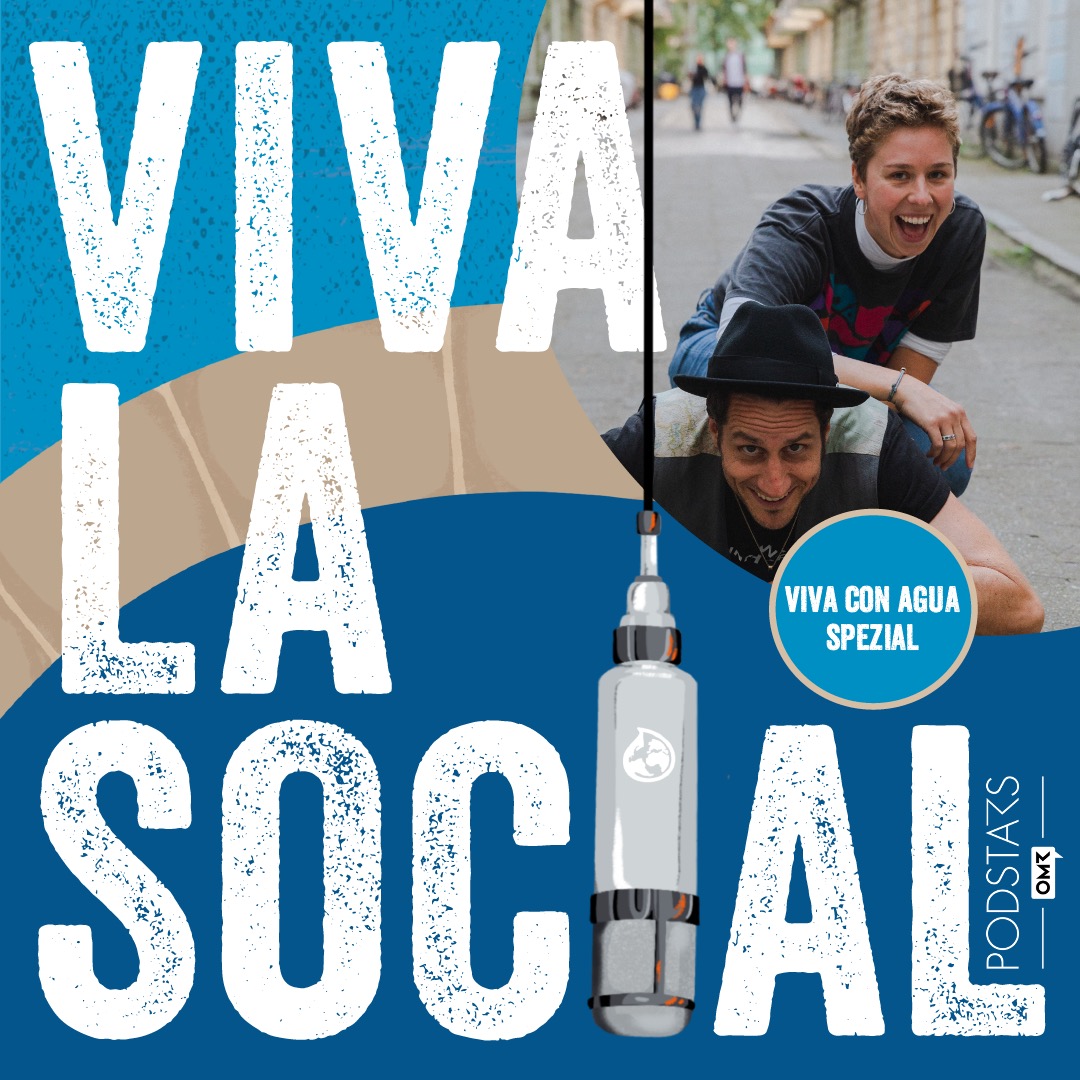 VIVA
LA
SOCIAL
VIVA CON AGUA
SPEZIAL
PODSTARS
OMR